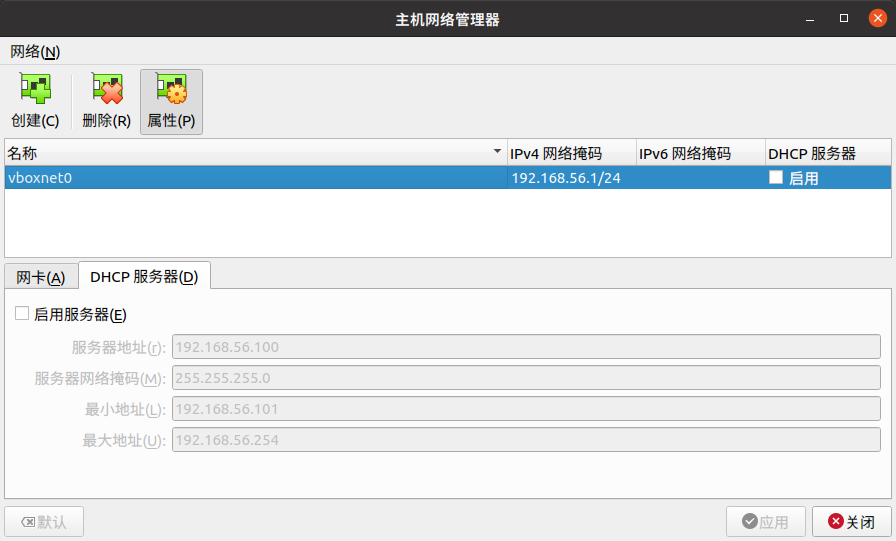 主机网络管理器
网络(N)
创建(C) 删除(R) 属性(P)
名称 IPv4 网络掩码 IPv6 网络掩码 DHCP 服务器
vboxnet0 192.168.56.1/24 启用
网卡(A) DHCP 服务器(D)
启用服务器(E)
服务器地址(r): 192.168.56.100
服务器网络掩码(M): 255.255.255.0
最小地址(L): 192.168.56.101
最大地址(U): 192.168.56.254
默认 应用 关闭